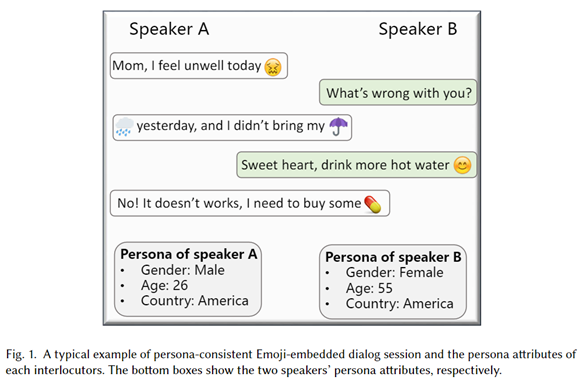 Speaker A Speaker B
Mom, I feel unwell today 😣
What's wrong with you?
🌧️ yesterday, and I didn't bring my ☂️
Sweet heart, drink more hot water 😊
No! It doesn't works, I need to buy some 💊
Persona of speaker A
• Gender: Male
• Age: 26
• Country: America
Persona of speaker B
• Gender: Female
• Age: 55
• Country: America
Fig. 1. A typical example of persona-consistent Emoji-embedded dialog session and the persona attributes of
each interlocutors. The bottom boxes show the two speakers' persona attributes, respectively.